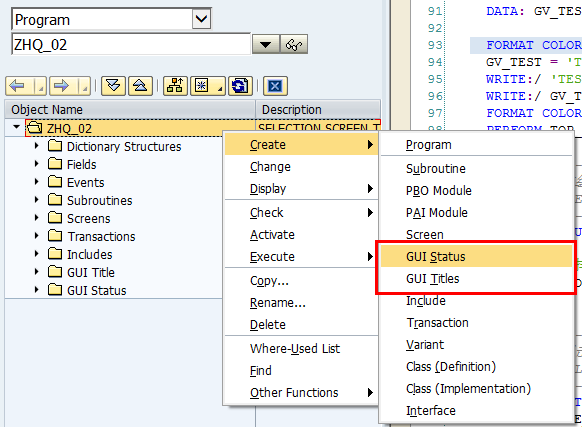 Program
ZHQ_02
Object Name
Description
ZHQ_02
SELECTION SCREEN T
Dictionary Structures
Fields
Events
Subroutines
Screens
Transactions
Includes
GUI Title
GUI Status
Create
Change
Display
Check
Activate
Execute
Copy...
Rename...
Delete
Where-Used List
Find
Other Functions
Program
Subroutine
PBO Module
PAI Module
Screen
GUI Status
GUI Titles
Include
Transaction
Variant
Class (Definition)
Class (Implementation)
Interface
91 DATA: GV_TES
92
93 FORMAT COLOR
94 GV_TEST = 'T
95 WRITE:/ 'TES
96 WRITE:/ GV_T
97 FORMAT COLOR
98 PERFORM TOP